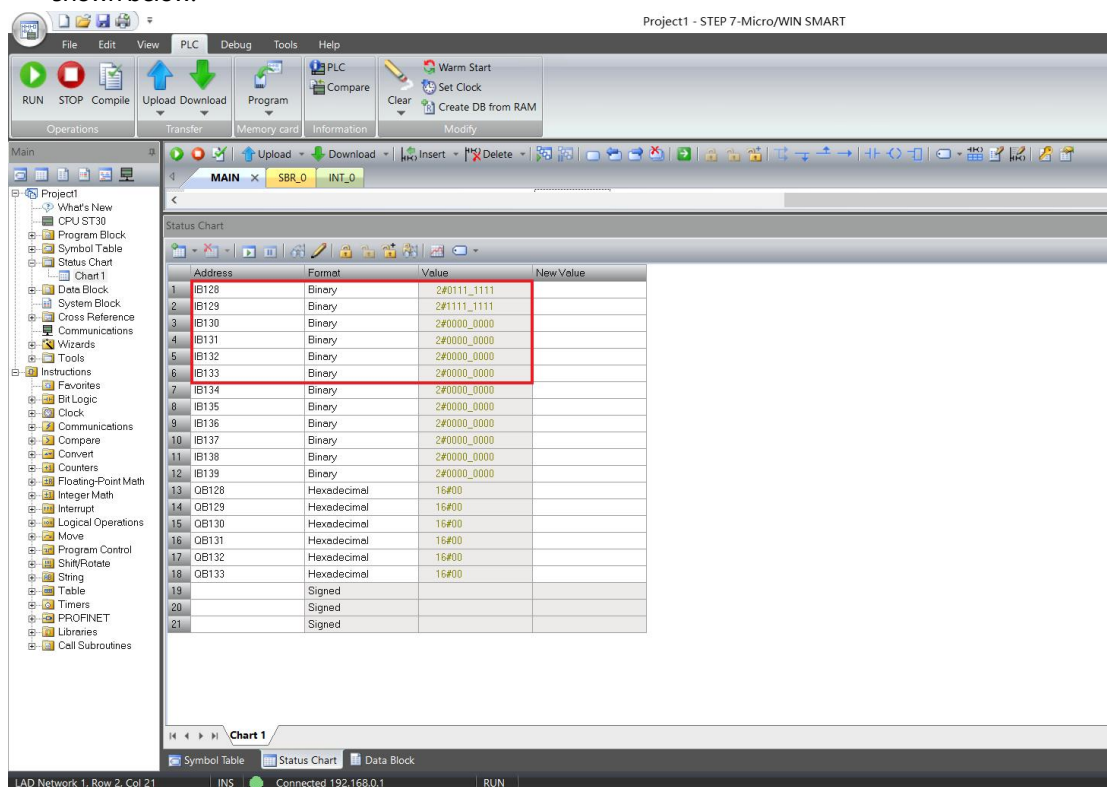 shown below.
Project1 - STEP 7-Micro/WIN SMART
File Edit View PLC Debug Tools Help
RUN STOP Compile Upload Download Program PLC Compare Clear Warm Start Set Clock Create DB from RAM
Operations Transfer Memory card Information Modify
Main
Upload Download Insert Delete
MAIN SBR_0 INT_0
Project1
What's New
CPU ST30
Program Block
Symbol Table
Status Chart
Chart 1
Data Block
System Block
Cross Reference
Communications
Wizards
Tools
Instructions
Favorites
Bit Logic
Clock
Communications
Compare
Convert
Counters
Floating-Point Math
Integer Math
Interrupt
Logical Operations
Move
Program Control
Shift/Rotate
String
Table
Timers
PROFINET
Libraries
Call Subroutines
Status Chart
Address Format Value New Value
1 IB128 Binary 2#0111_1111
2 IB129 Binary 2#1111_1111
3 IB130 Binary 2#0000_0000
4 IB131 Binary 2#0000_0000
5 IB132 Binary 2#0000_0000
6 IB133 Binary 2#0000_0000
7 IB134 Binary 2#0000_0000
8 IB135 Binary 2#0000_0000
9 IB136 Binary 2#0000_0000
10 IB137 Binary 2#0000_0000
11 IB138 Binary 2#0000_0000
12 IB139 Binary 2#0000_0000
13 QB128 Hexadecimal 16#00
14 QB129 Hexadecimal 16#00
15 QB130 Hexadecimal 16#00
16 QB131 Hexadecimal 16#00
17 QB132 Hexadecimal 16#00
18 QB133 Hexadecimal 16#00
19 Signed
20 Signed
21 Signed
Chart 1
Symbol Table Status Chart Data Block
LAD Network 1, Row 2, Col 21 INS Connected 192.168.0.1 RUN